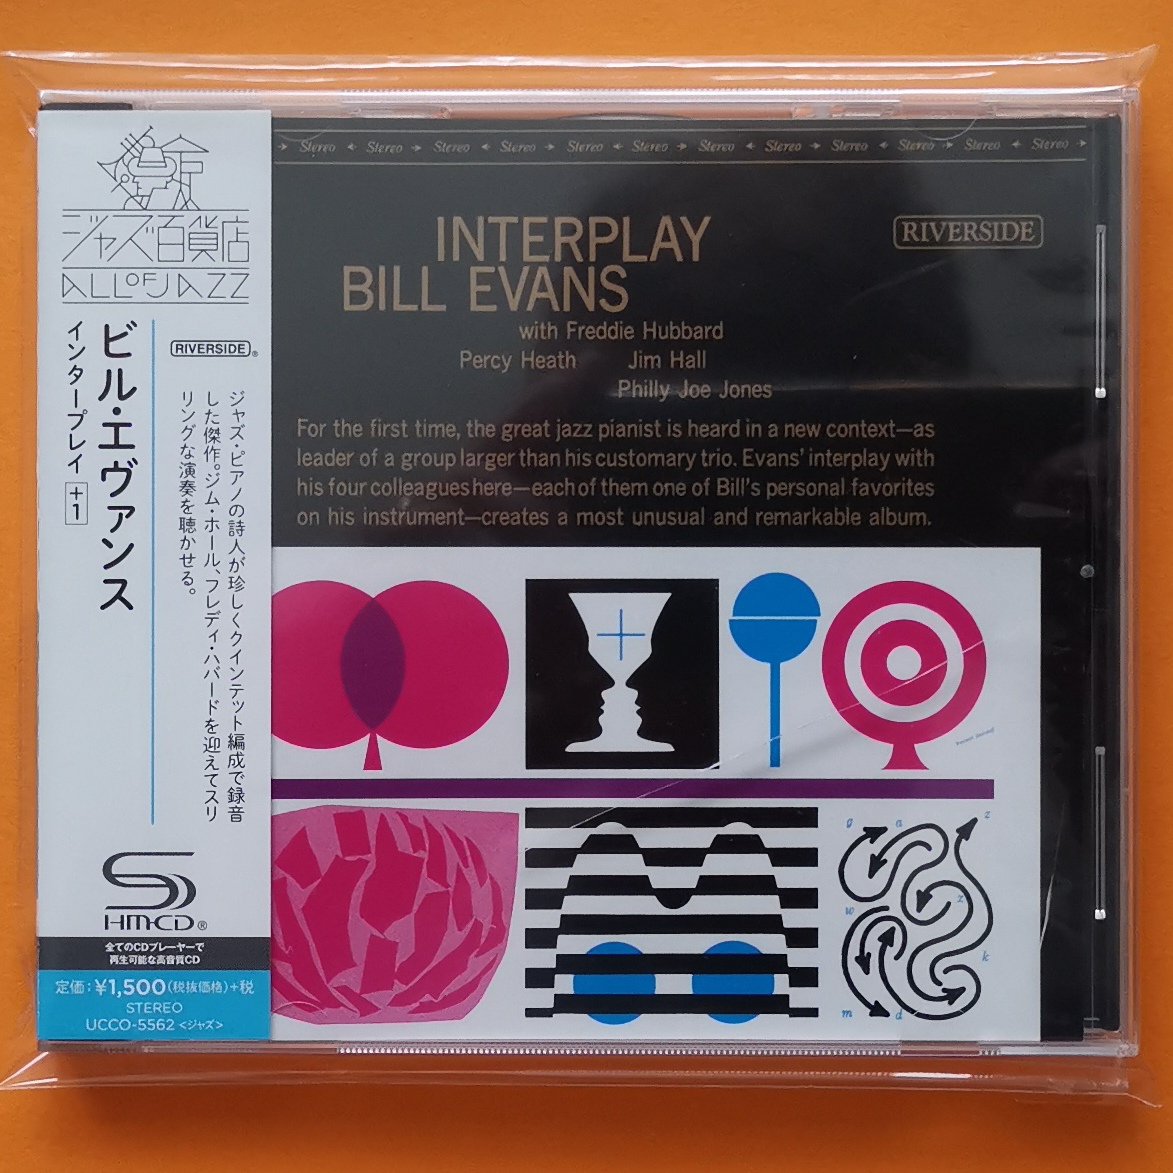 ジャズ百貨店
ALL OF JAZZ
ビル・エヴァンス
インタープレイ +1
RIVERSIDE®
ジャズ・ピアノの詩人が珍しくクインテット編成で録音
した傑作。ジム・ホール、フレディ・ハバードを迎えてスリ
リングな演奏を聴かせる。
SHM-CD®
全てのCDプレーヤーで
再生可能な高音質CD
定価:¥1,500(税抜価格)+税
STEREO
UCCO-5562 <ジャズ>
Stereo Stereo Stereo Stereo Stereo Stereo Stereo Stereo Stereo Stereo Stereo Stereo
INTERPLAY
RIVERSIDE
BILL EVANS
with Freddie Hubbard
Percy Heath Jim Hall
Philly Joe Jones
For the first time, the great jazz pianist is heard in a new context—as
leader of a group larger than his customary trio. Evans' interplay with
his four colleagues here—each of them one of Bill's personal favorites
on his instrument—creates a most unusual and remarkable album.
g a z
w z
k
m d